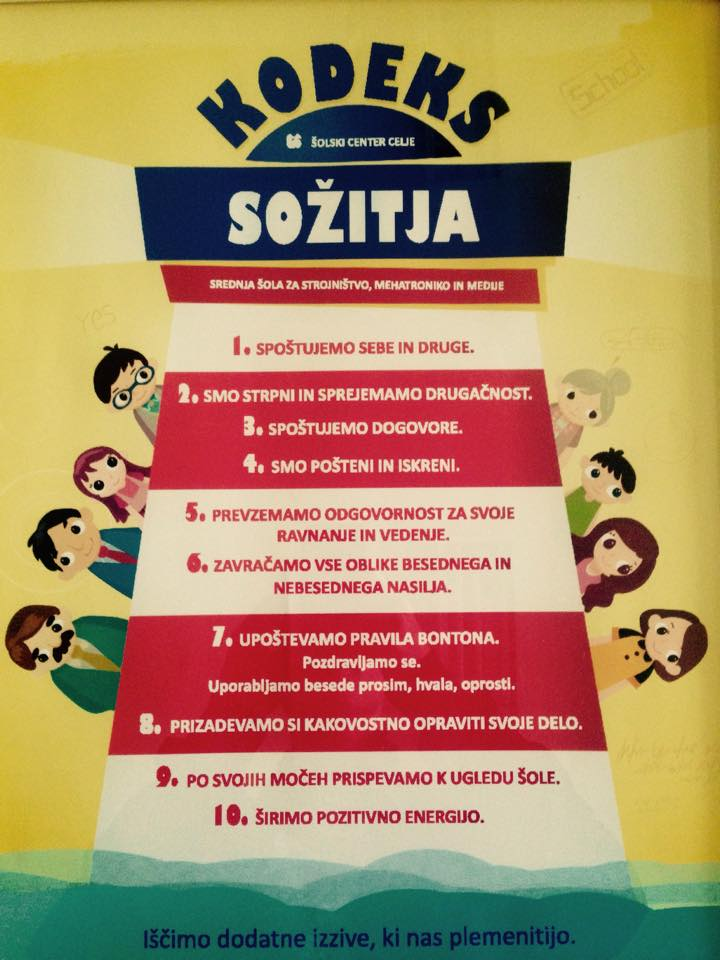 KODEKS
ŠOLSKI CENTER CELJE
SOŽITJA
SREDNJA ŠOLA ZA STROJNIŠTVO, MEHATRONIKO IN MEDIJE
School
yes
1. SPOŠTUJEMO SEBE IN DRUGE.
2. SMO STRPNI IN SPREJEMAMO DRUGAČNOST.
3. SPOŠTUJEMO DOGOVORE.
4. SMO POŠTENI IN ISKRENI.
5. PREVZEMAMO ODGOVORNOST ZA SVOJE
RAVNANJE IN VEDENJE.
6. ZAVRAČAMO VSE OBLIKE BESEDNEGA IN
NEBESEDNEGA NASILJA.
7. UPOŠTEVAMO PRAVILA BONTONA.
Pozdravljamo se.
Uporabljamo besede prosim, hvala, oprosti.
8. PRIZADEVAMO SI KAKOVOSTNO OPRAVITI SVOJE DELO.
9. PO SVOJIH MOČEH PRISPEVAMO K UGLEDU ŠOLE.
10. ŠIRIMO POZITIVNO ENERGIJO.
Iščimo dodatne izzive, ki nas plemenitijo.